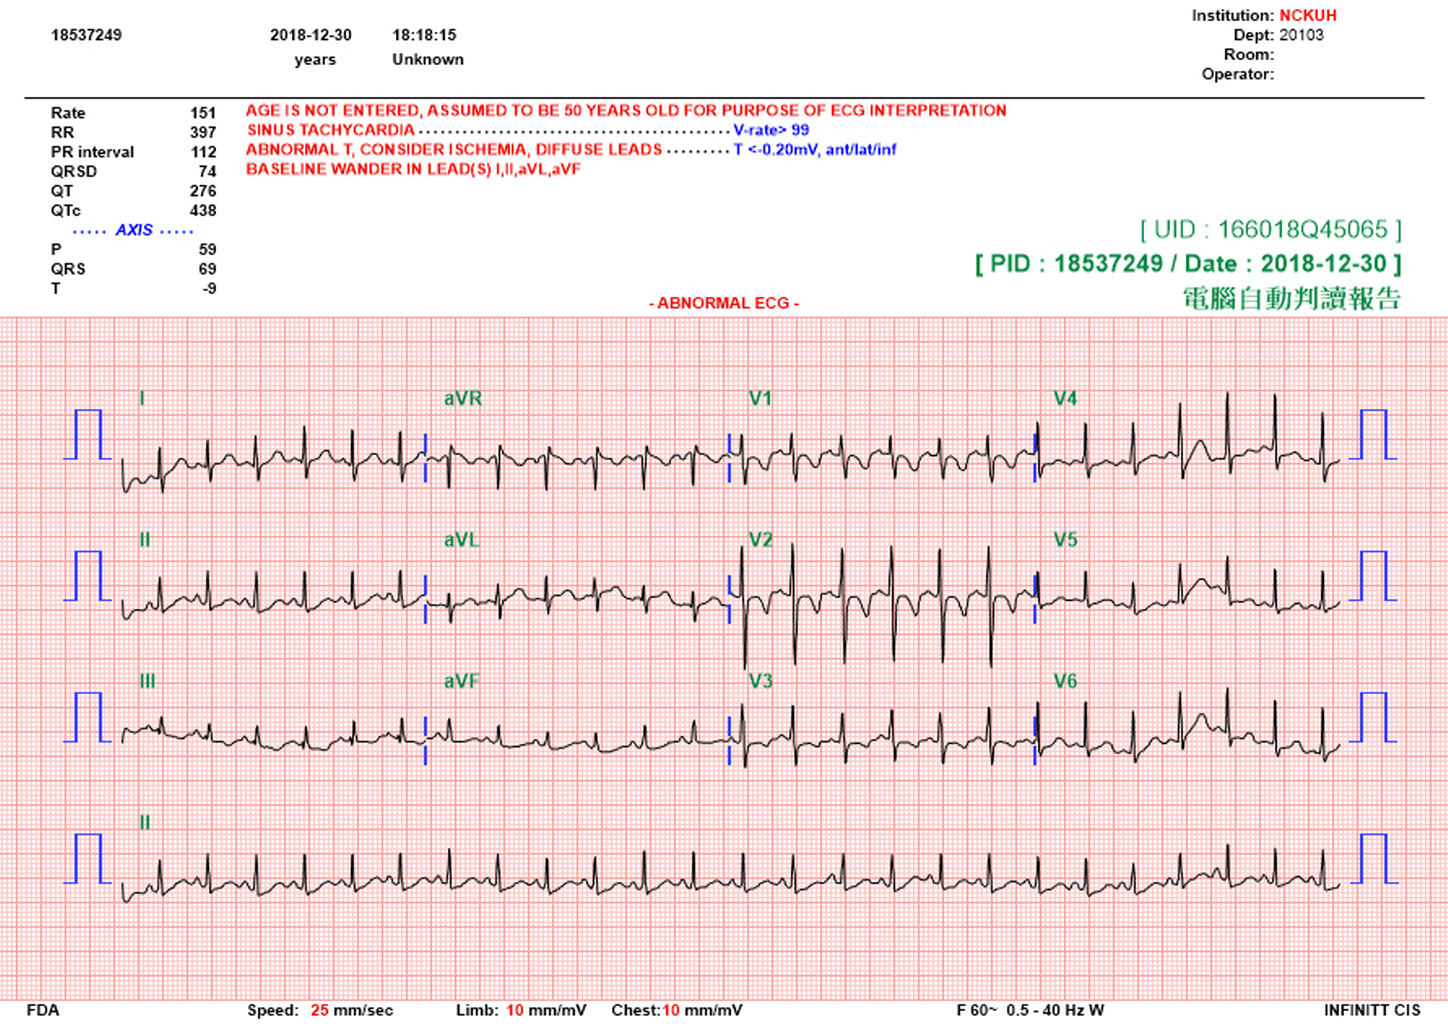 Institution: NCKUH
18537249 2018-12-30 18:18:15 Dept: 20103
Room:
years Unknown
Operator:
Rate 151 AGE IS NOT ENTERED, ASSUMED TO BE 50 YEARS OLD FOR PURPOSE OF ECG INTERPRETATION
RR 397 SINUS TACHYCARDIA ........................................... V-rate> 99
PR interval 112 ABNORMAL T, CONSIDER ISCHEMIA, DIFFUSE LEADS ......... T <-0.20mV, ant/lat/inf
QRSD 74 BASELINE WANDER IN LEAD(S) I,II,aVL,aVF
QT 276
QTc 438
..... AXIS .....
[ UID : 166018Q45065 ]
P 59
[ PID : 18537249 / Date : 2018-12-30 ]
QRS 69
T -9
電腦自動判讀報告
- ABNORMAL ECG -
I aVR V1 V4
II aVL V2 V5
III aVF V3 V6
II
FDA Speed: 25 mm/sec Limb: 10 mm/mV Chest:10 mm/mV F 60~ 0.5 - 40 Hz W INFINITT CIS